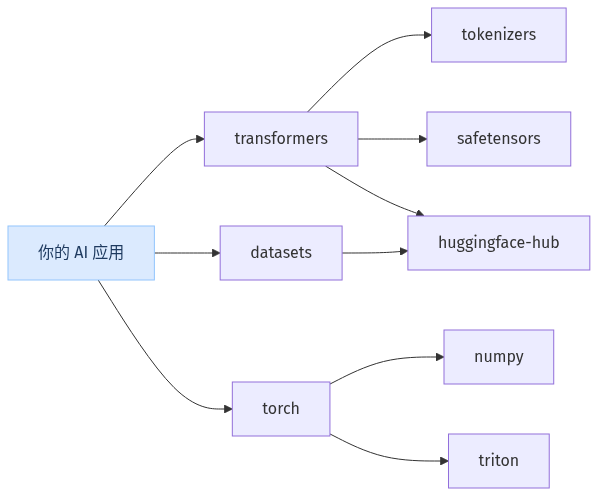 tokenizers
transformers
safetensors
huggingface-hub
你的 AI 应用
datasets
numpy
torch
triton